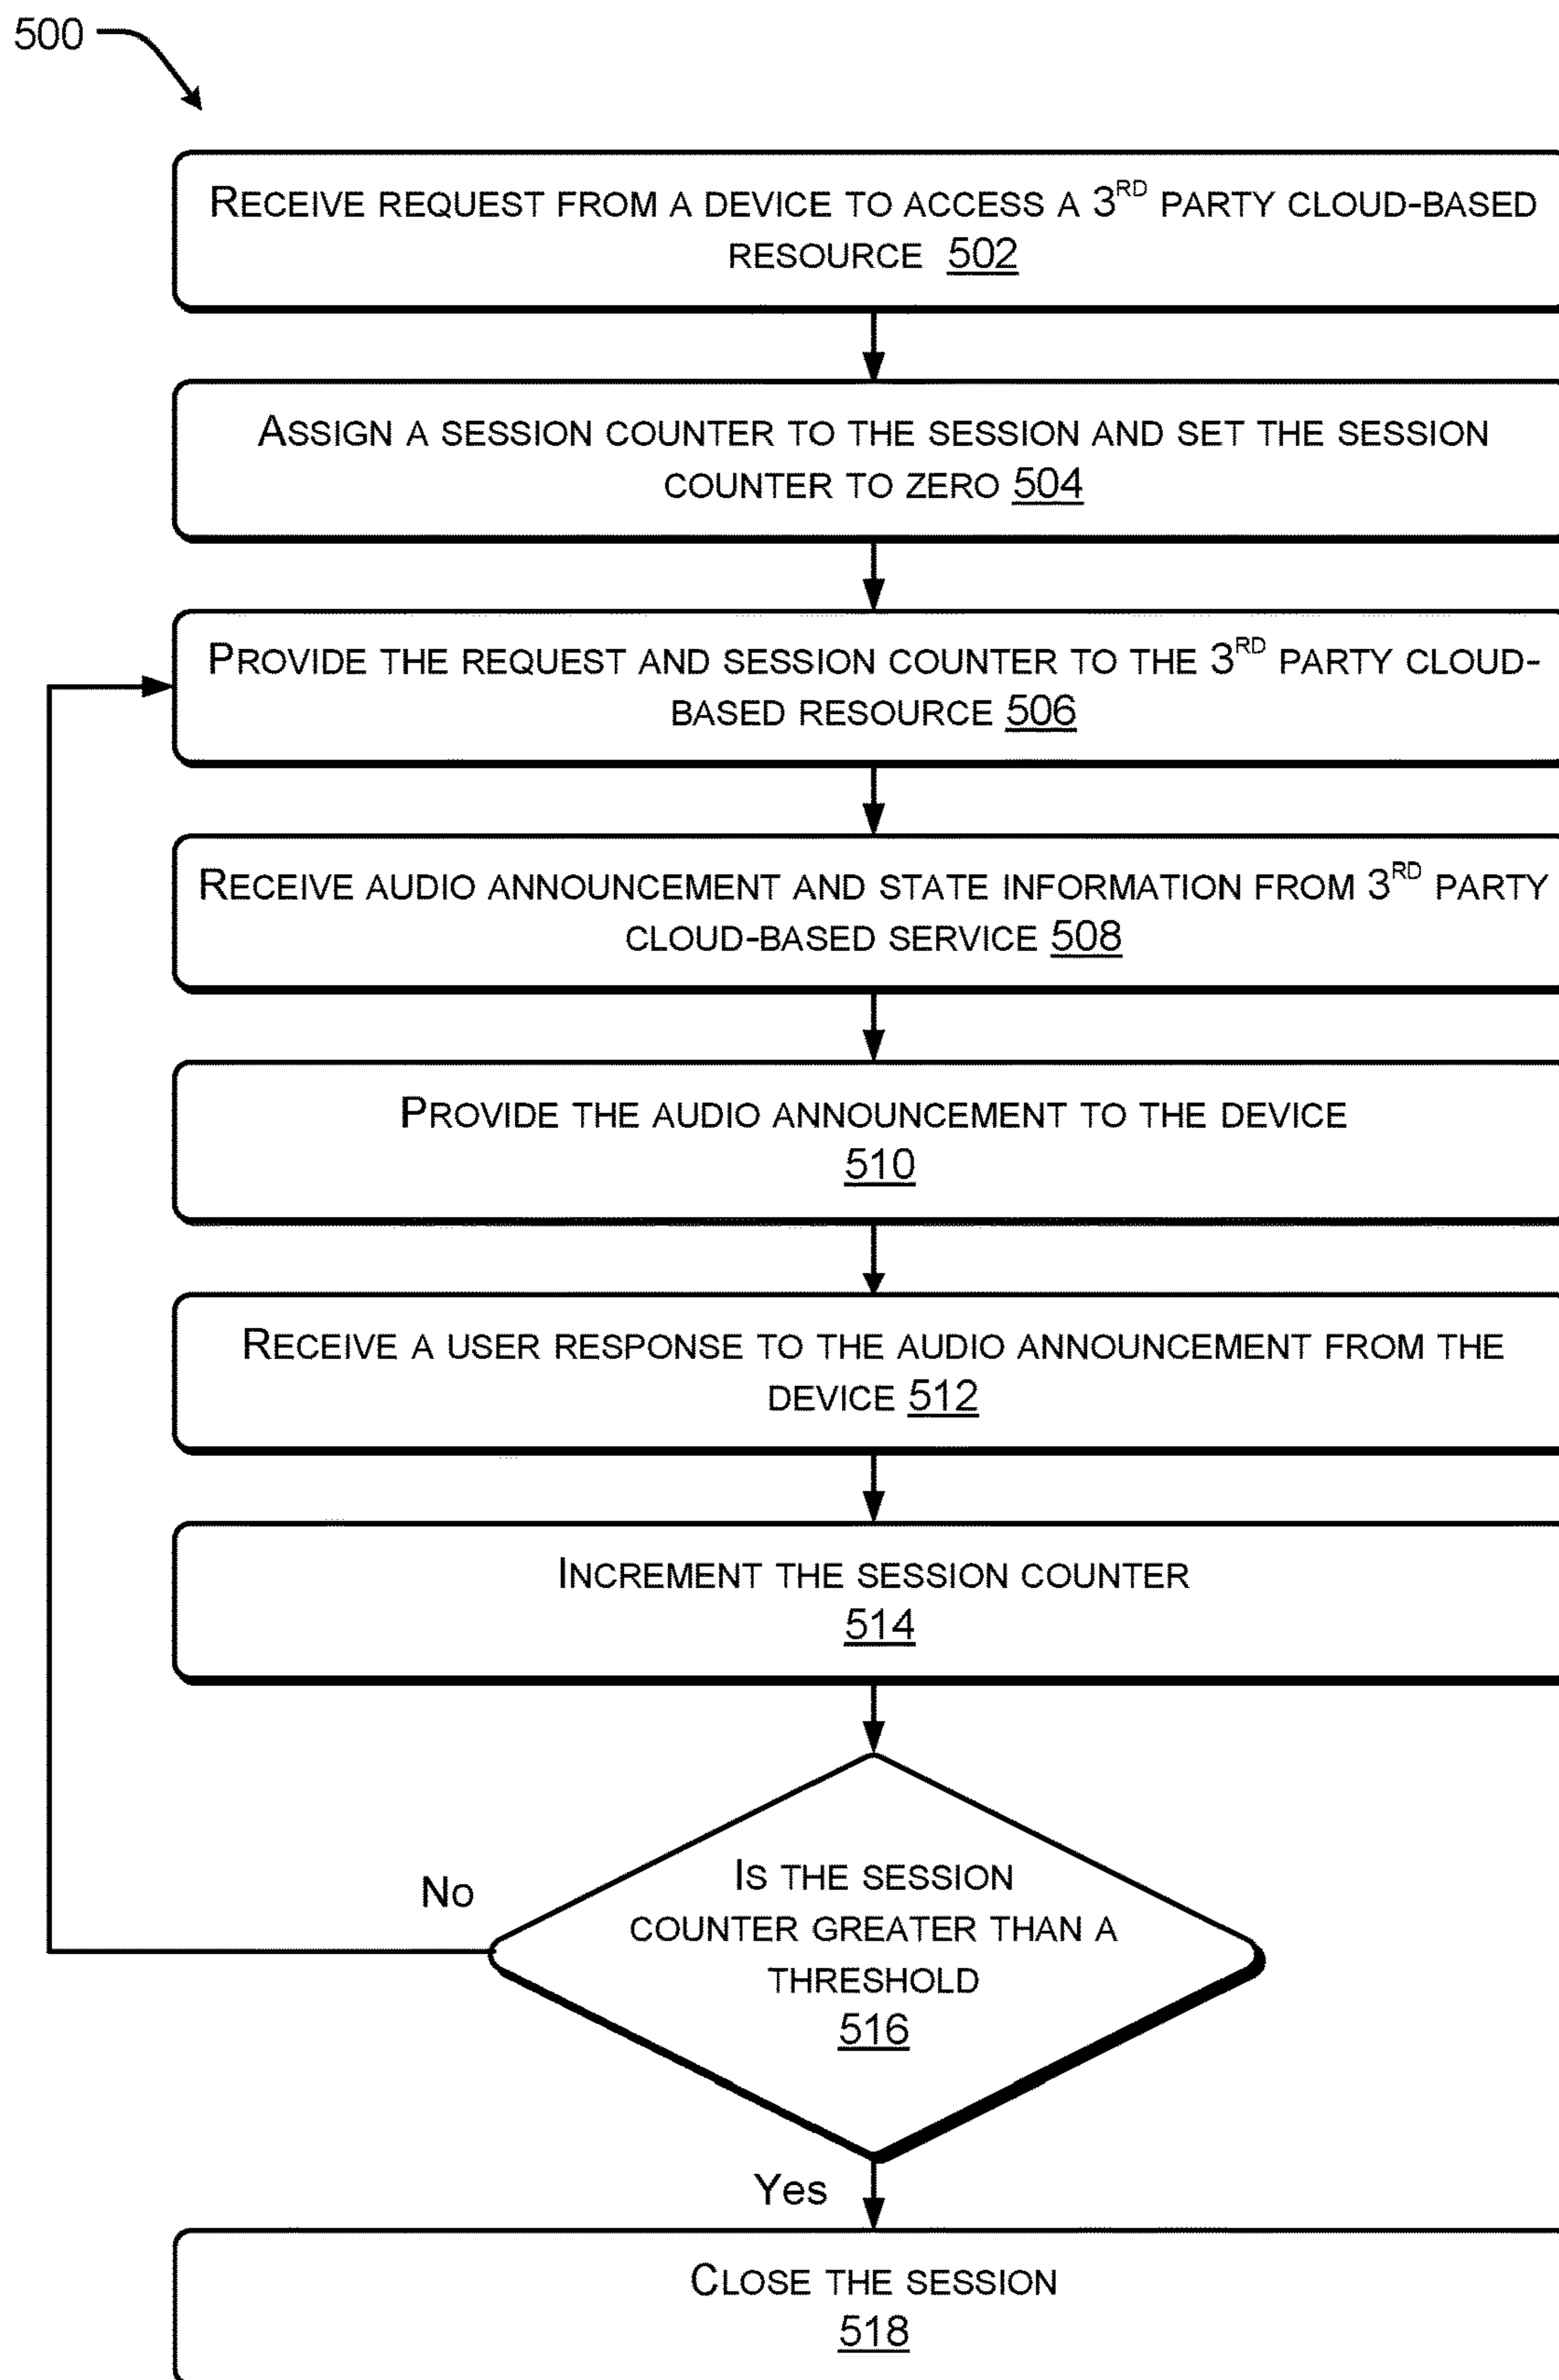 500
RECEIVE REQUEST FROM A DEVICE TO ACCESS A 3RD PARTY CLOUD-BASED
RESOURCE 502
ASSIGN A SESSION COUNTER TO THE SESSION AND SET THE SESSION
COUNTER TO ZERO 504
PROVIDE THE REQUEST AND SESSION COUNTER TO THE 3RD PARTY CLOUD-
BASED RESOURCE 506
RECEIVE AUDIO ANNOUNCEMENT AND STATE INFORMATION FROM 3RD PARTY
CLOUD-BASED SERVICE 508
PROVIDE THE AUDIO ANNOUNCEMENT TO THE DEVICE
510
RECEIVE A USER RESPONSE TO THE AUDIO ANNOUNCEMENT FROM THE
DEVICE 512
INCREMENT THE SESSION COUNTER
514
IS THE SESSION
COUNTER GREATER THAN A
THRESHOLD
516
No
Yes
CLOSE THE SESSION
518